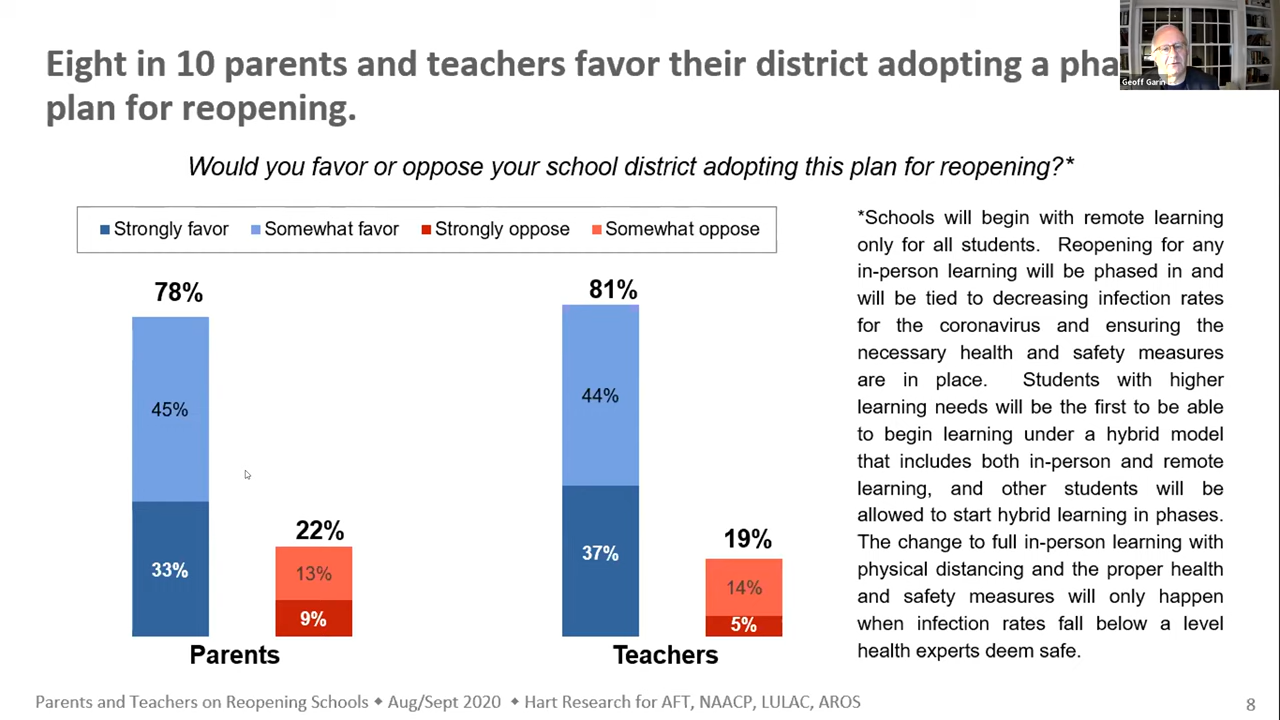 Eight in 10 parents and teachers favor their district adopting a pha
plan for reopening.
Geoff Garin
Would you favor or oppose your school district adopting this plan for reopening?*
Strongly favor Somewhat favor Strongly oppose Somewhat oppose
78%
45%
33%
22%
13%
9%
Parents
81%
44%
37%
19%
14%
5%
Teachers
*Schools will begin with remote learning
only for all students. Reopening for any
in-person learning will be phased in and
will be tied to decreasing infection rates
for the coronavirus and ensuring the
necessary health and safety measures
are in place. Students with higher
learning needs will be the first to be able
to begin learning under a hybrid model
that includes both in-person and remote
learning, and other students will be
allowed to start hybrid learning in phases.
The change to full in-person learning with
physical distancing and the proper health
and safety measures will only happen
when infection rates fall below a level
health experts deem safe.
Parents and Teachers on Reopening Schools ◆ Aug/Sept 2020 ◆ Hart Research for AFT, NAACP, LULAC, AROS
8